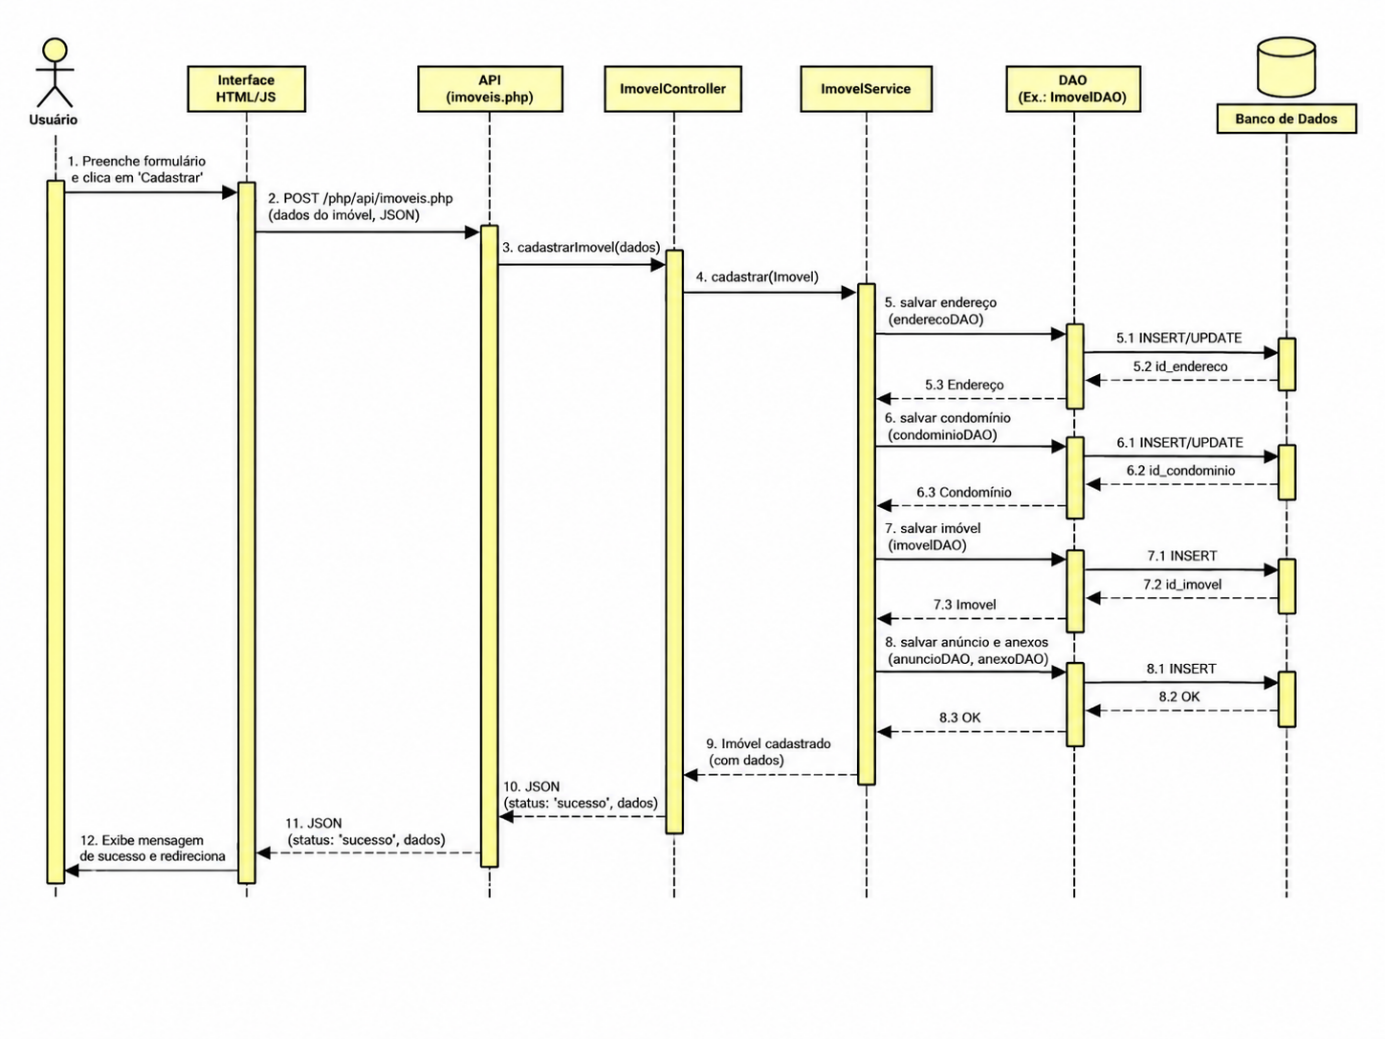 Usuário
Interface
HTML/JS
API
(imoveis.php)
ImovelController
ImovelService
DAO
(Ex.: ImovelDAO)
Banco de Dados
1. Preenche formulário
e clica em 'Cadastrar'
2. POST /php/api/imoveis.php
(dados do imóvel, JSON)
3. cadastrarImovel(dados)
4. cadastrar(Imovel)
5. salvar endereço
(enderecoDAO)
5.1 INSERT/UPDATE
5.2 id_endereco
5.3 Endereço
6. salvar condomínio
(condominioDAO)
6.1 INSERT/UPDATE
6.2 id_condominio
6.3 Condomínio
7. salvar imóvel
(imovelDAO)
7.1 INSERT
7.2 id_imovel
7.3 Imovel
8. salvar anúncio e anexos
(anuncioDAO, anexoDAO)
8.1 INSERT
8.2 OK
8.3 OK
9. Imóvel cadastrado
(com dados)
10. JSON
(status: "sucesso", dados)
11. JSON
(status: "sucesso", dados)
12. Exibe mensagem
de sucesso e redireciona